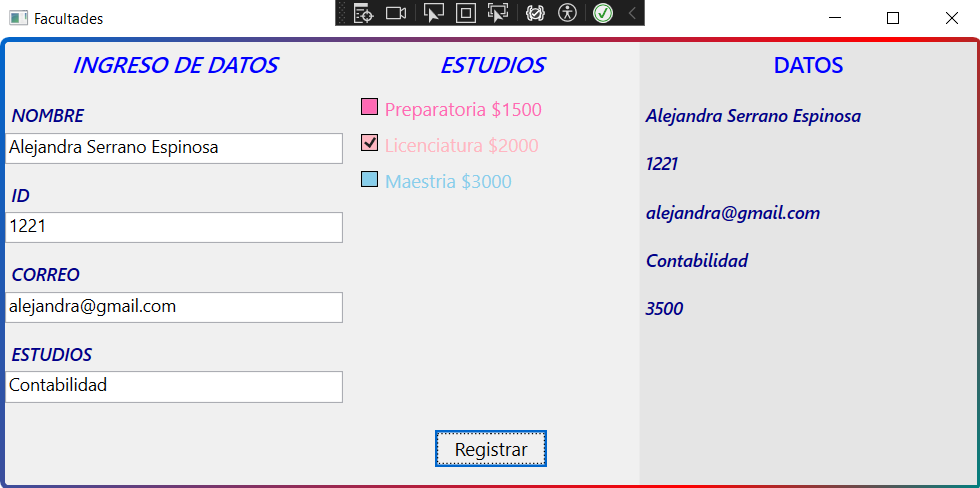 Facultades
INGRESO DE DATOS
NOMBRE
Alejandra Serrano Espinosa
ID
1221
CORREO
alejandra@gmail.com
ESTUDIOS
Contabilidad
ESTUDIOS
Preparatoria $1500
Licenciatura $2000
Maestria $3000
Registrar
DATOS
Alejandra Serrano Espinosa
1221
alejandra@gmail.com
Contabilidad
3500